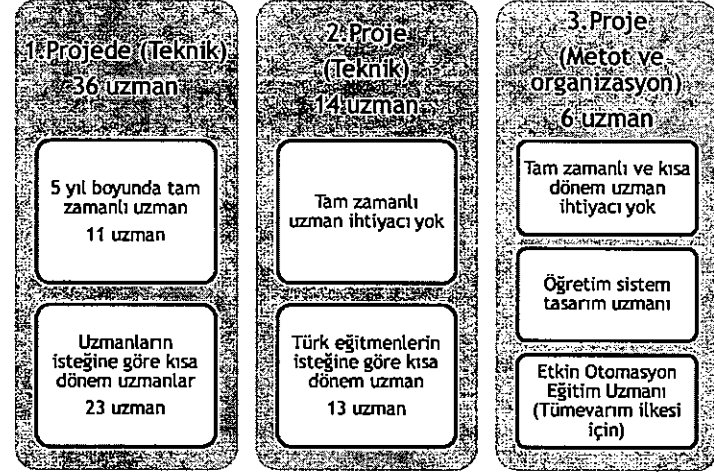 1.Projede (Teknik)
36 uzman
5 yıl boyunda tam
zamanlı uzman
11 uzman
Uzmanların
isteğine göre kısa
dönem uzmanlar
23 uzman
2.Proje
(Teknik)
14 uzman
Tam zamanlı
uzman ihtiyacı yok
Türk eğitmenlerin
isteğine göre kısa
dönem uzman
13 uzman
3.Proje
(Metot ve
organizasyon)
6 uzman
Tam zamanlı ve kısa
dönem uzman
ihtiyacı yok
Öğretim sistem
tasarım uzmanı
Etkin Otomasyon
Eğitim Uzmanı
(Tümevarım ilkesi
için)